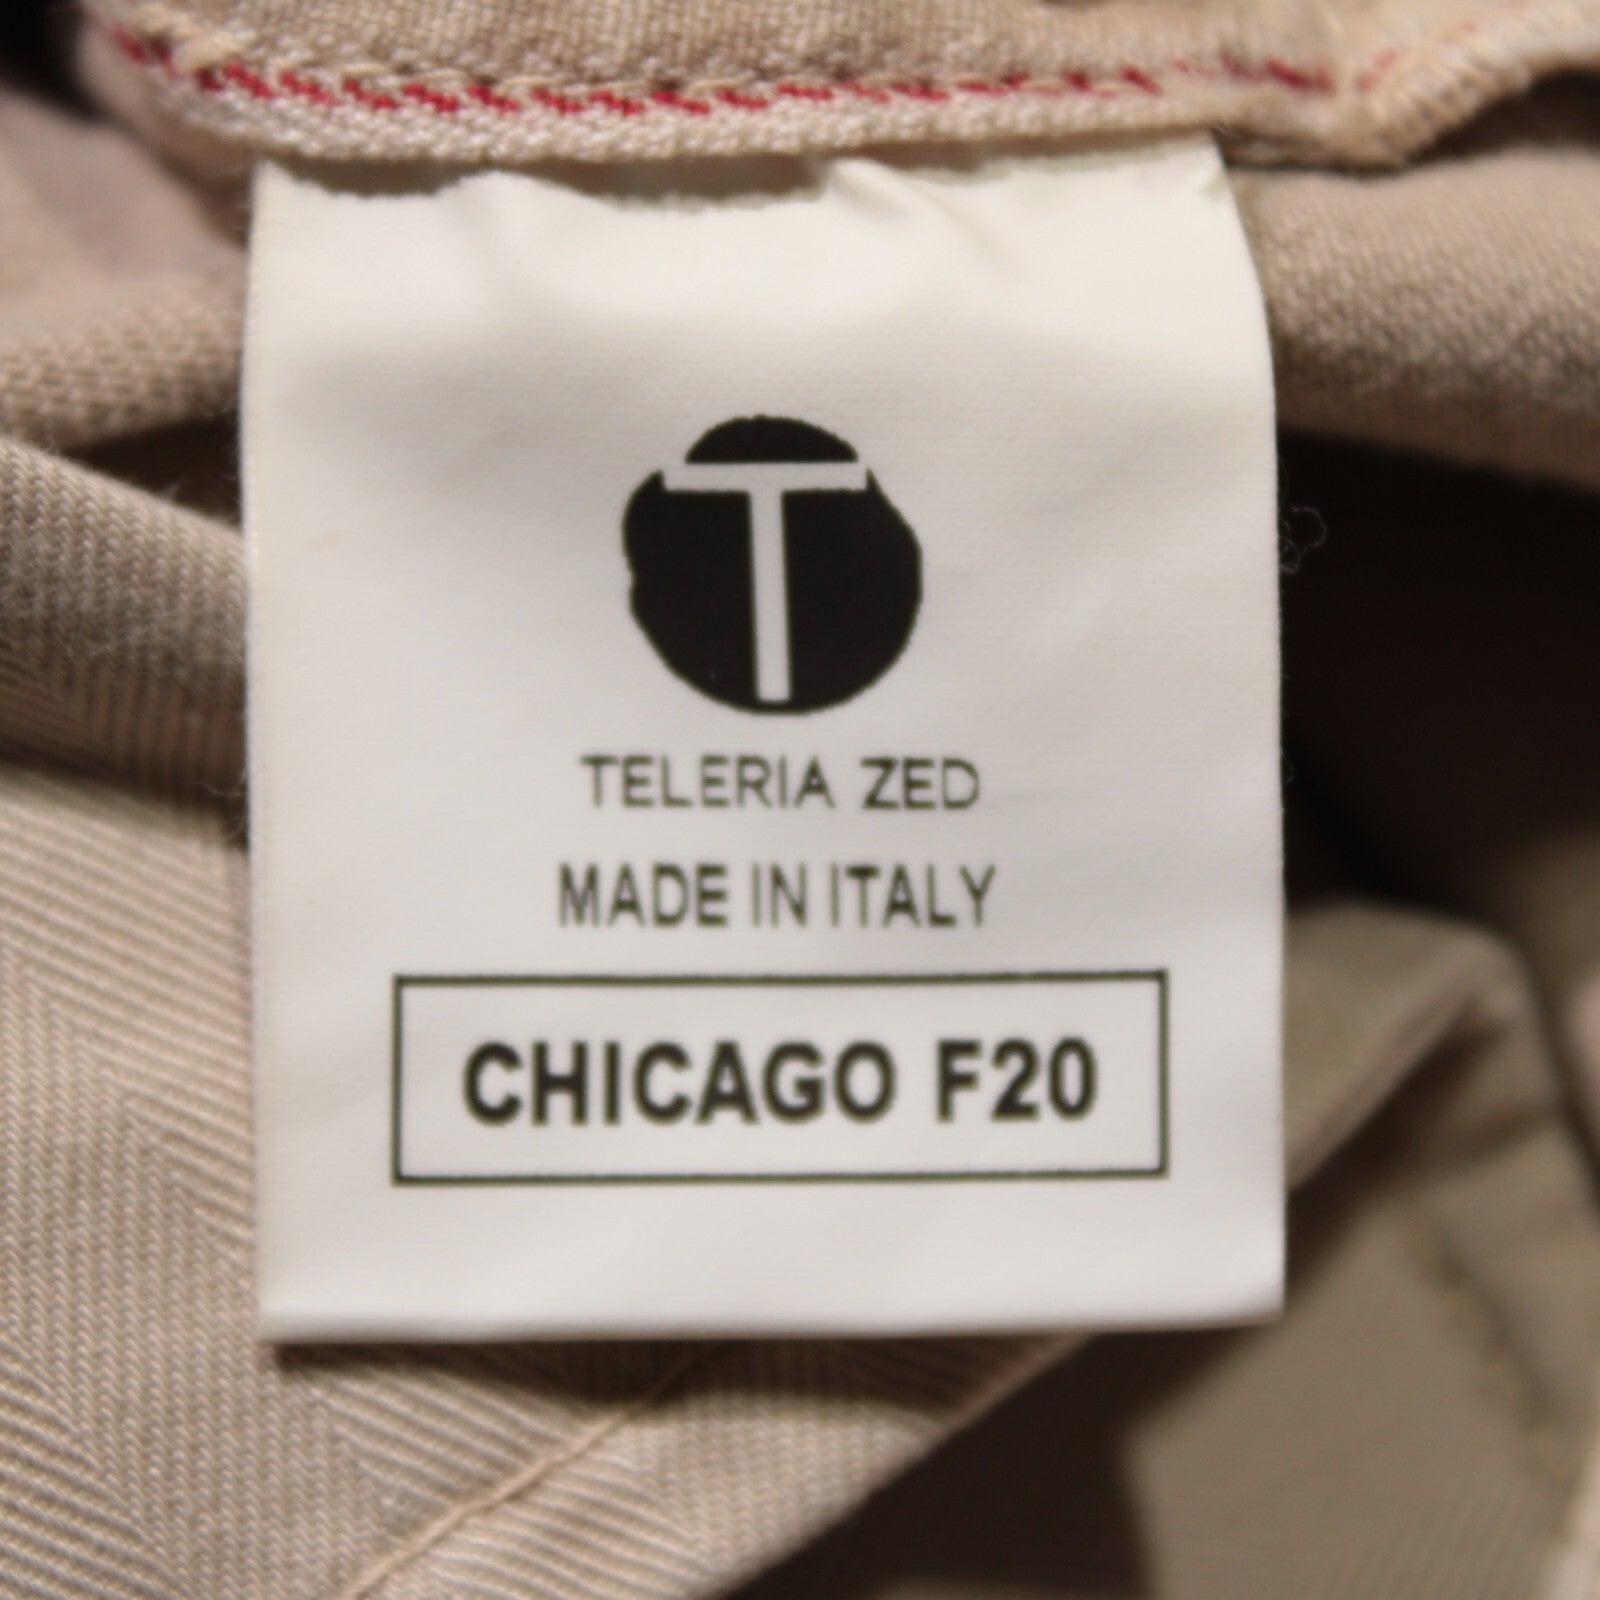 T
TELERIA ZED
MADE IN ITALY
CHICAGO F20